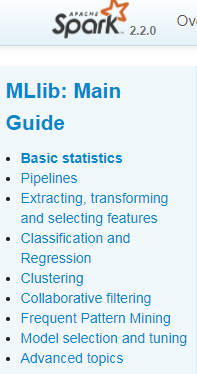 APACHE
Spark 2.2.0
Ov
MLlib: Main
Guide
Basic statistics
Pipelines
Extracting, transforming
and selecting features
Classification and
Regression
Clustering
Collaborative filtering
Frequent Pattern Mining
Model selection and tuning
Advanced topics